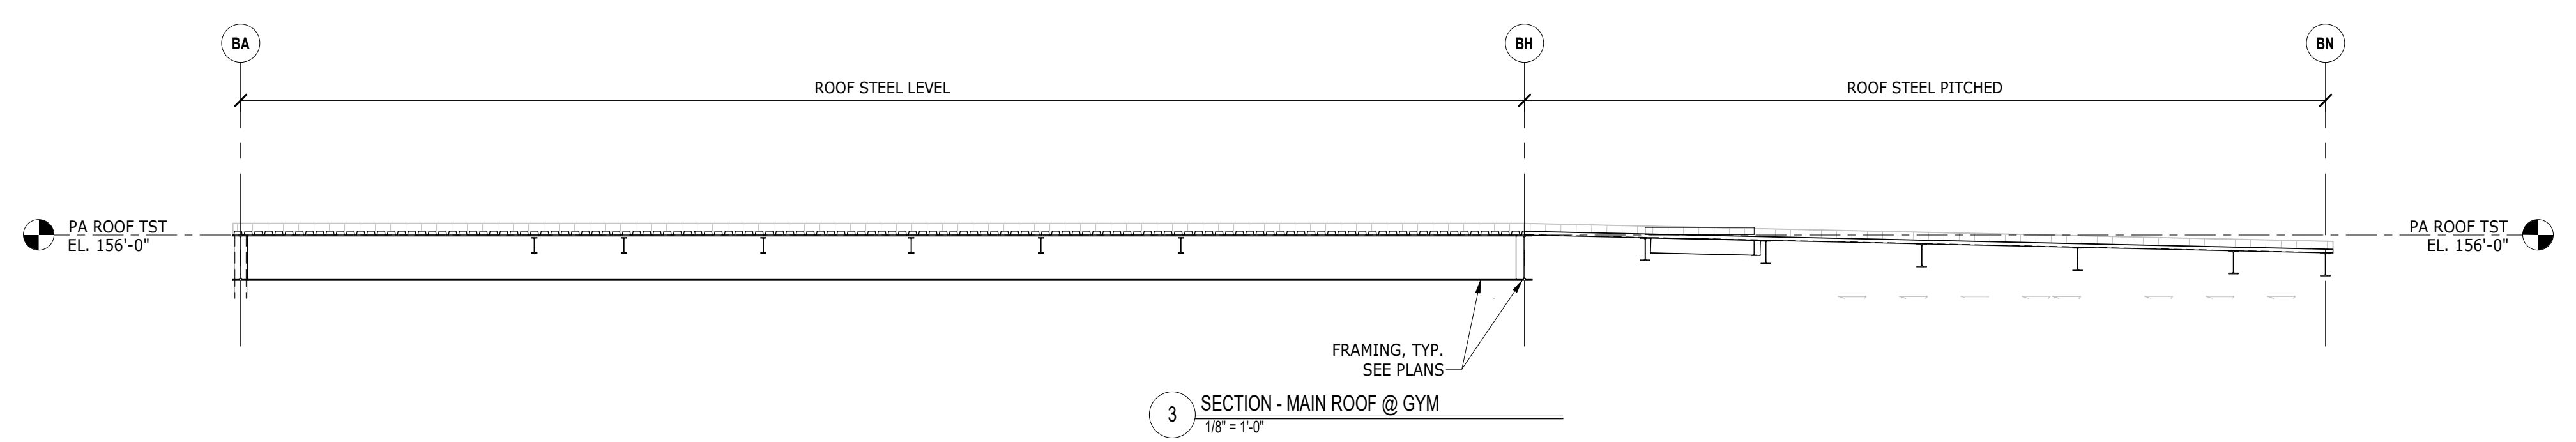 BA
BH
BN
ROOF STEEL LEVEL
ROOF STEEL PITCHED
PA ROOF TST
EL. 156'-0"
PA ROOF TST
EL. 156'-0"
FRAMING, TYP.
SEE PLANS
3
SECTION - MAIN ROOF @ GYM
1/8" = 1'-0"